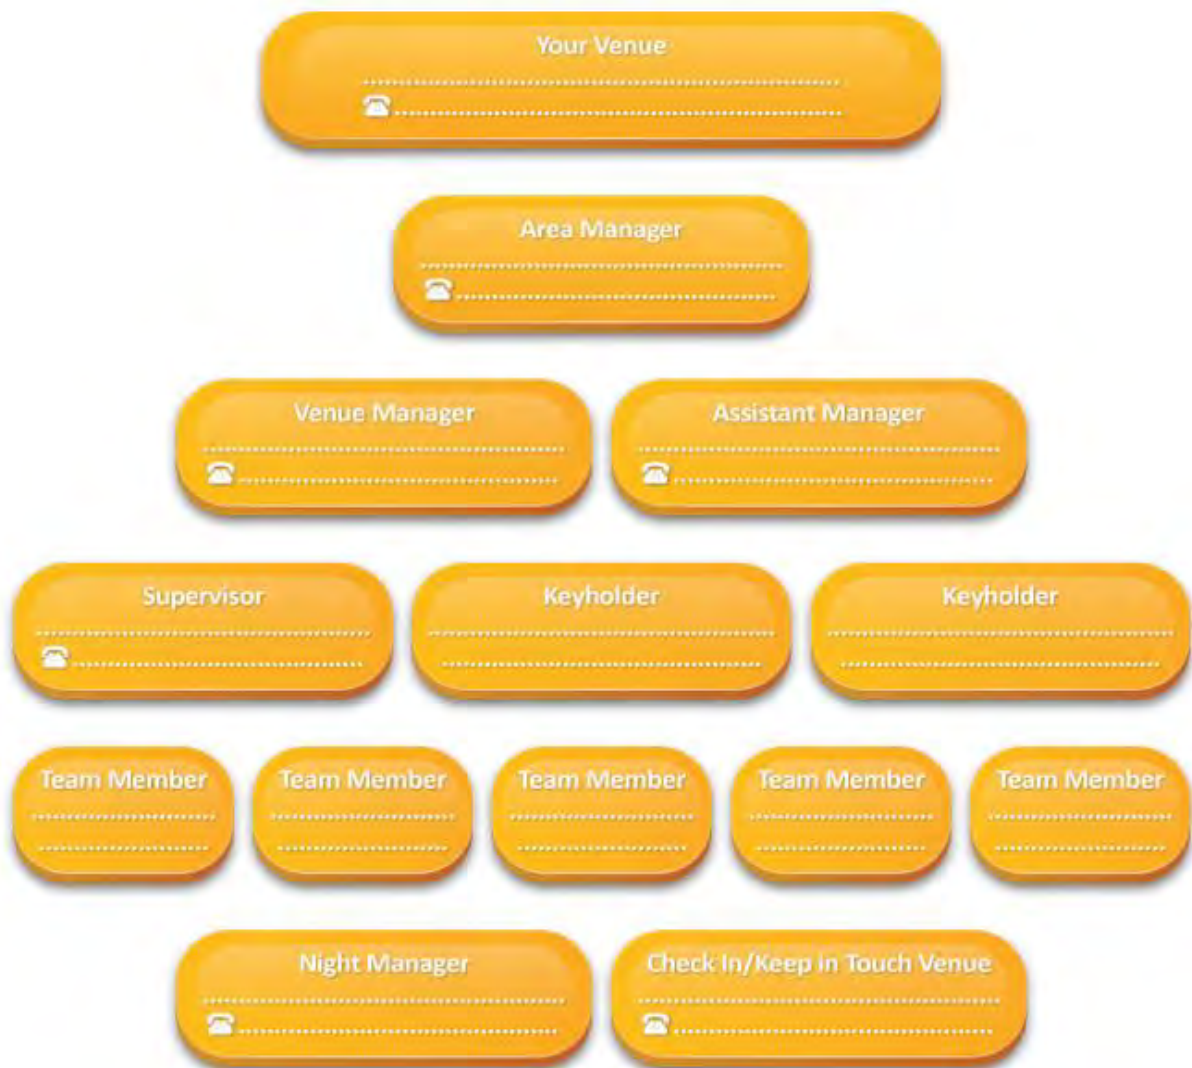 Your Venue
☎
Area Manager
☎
Venue Manager
☎
Assistant Manager
☎
Supervisor
☎
Keyholder
Keyholder
Team Member
Team Member
Team Member
Team Member
Team Member
Night Manager
☎
Check In/Keep in Touch Venue
☎